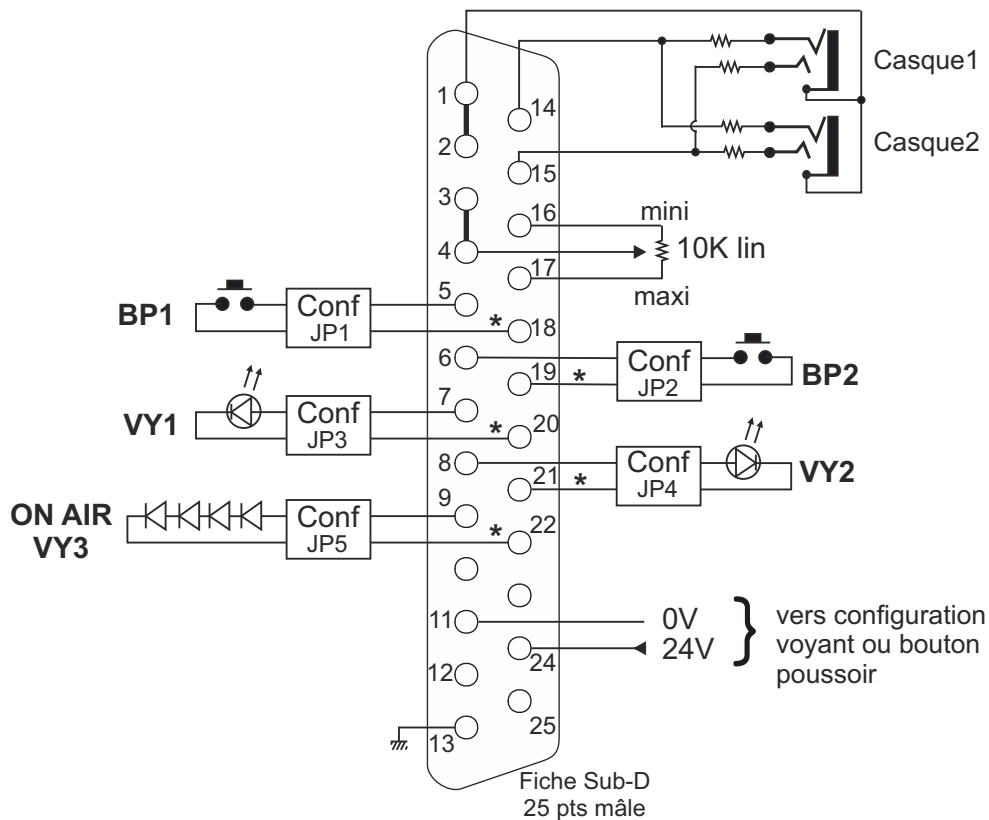 Casque1
Casque2
1
14
2
15
3
16
mini
4
10K lin
17
maxi
5
BP1
Conf
JP1
*
18
6
Conf
JP2
BP2
19
*
7
VY1
Conf
JP3
*
20
8
Conf
JP4
VY2
21
*
9
ON AIR
VY3
Conf
JP5
*
22
11
0V
24V
}
vers configuration
voyant ou bouton
poussoir
24
12
25
13
Fiche Sub-D
25 pts mâle